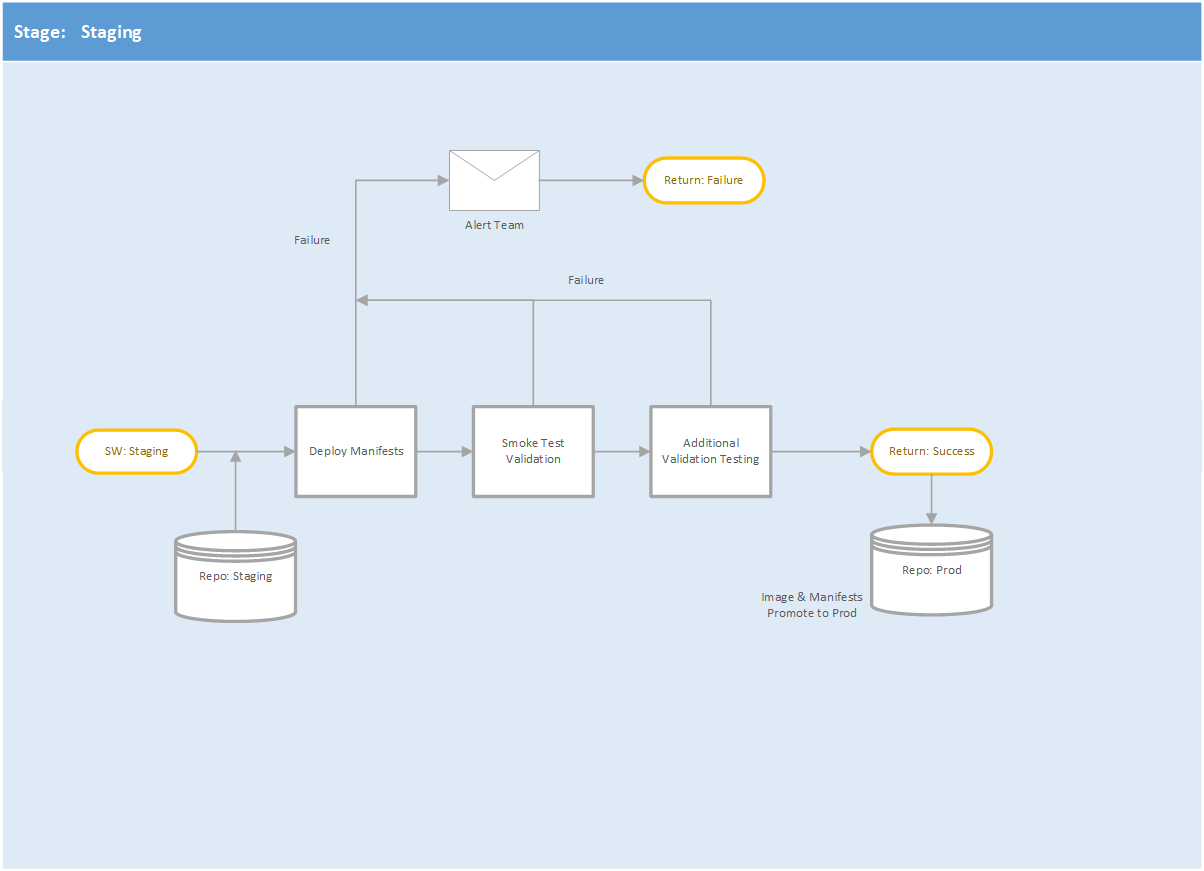 Stage: Staging
Return: Failure
Alert Team
Failure
Failure
SW: Staging
Deploy Manifests
Smoke Test
Validation
Additional
Validation Testing
Return: Success
Repo: Staging
Repo: Prod
Image & Manifests
Promote to Prod